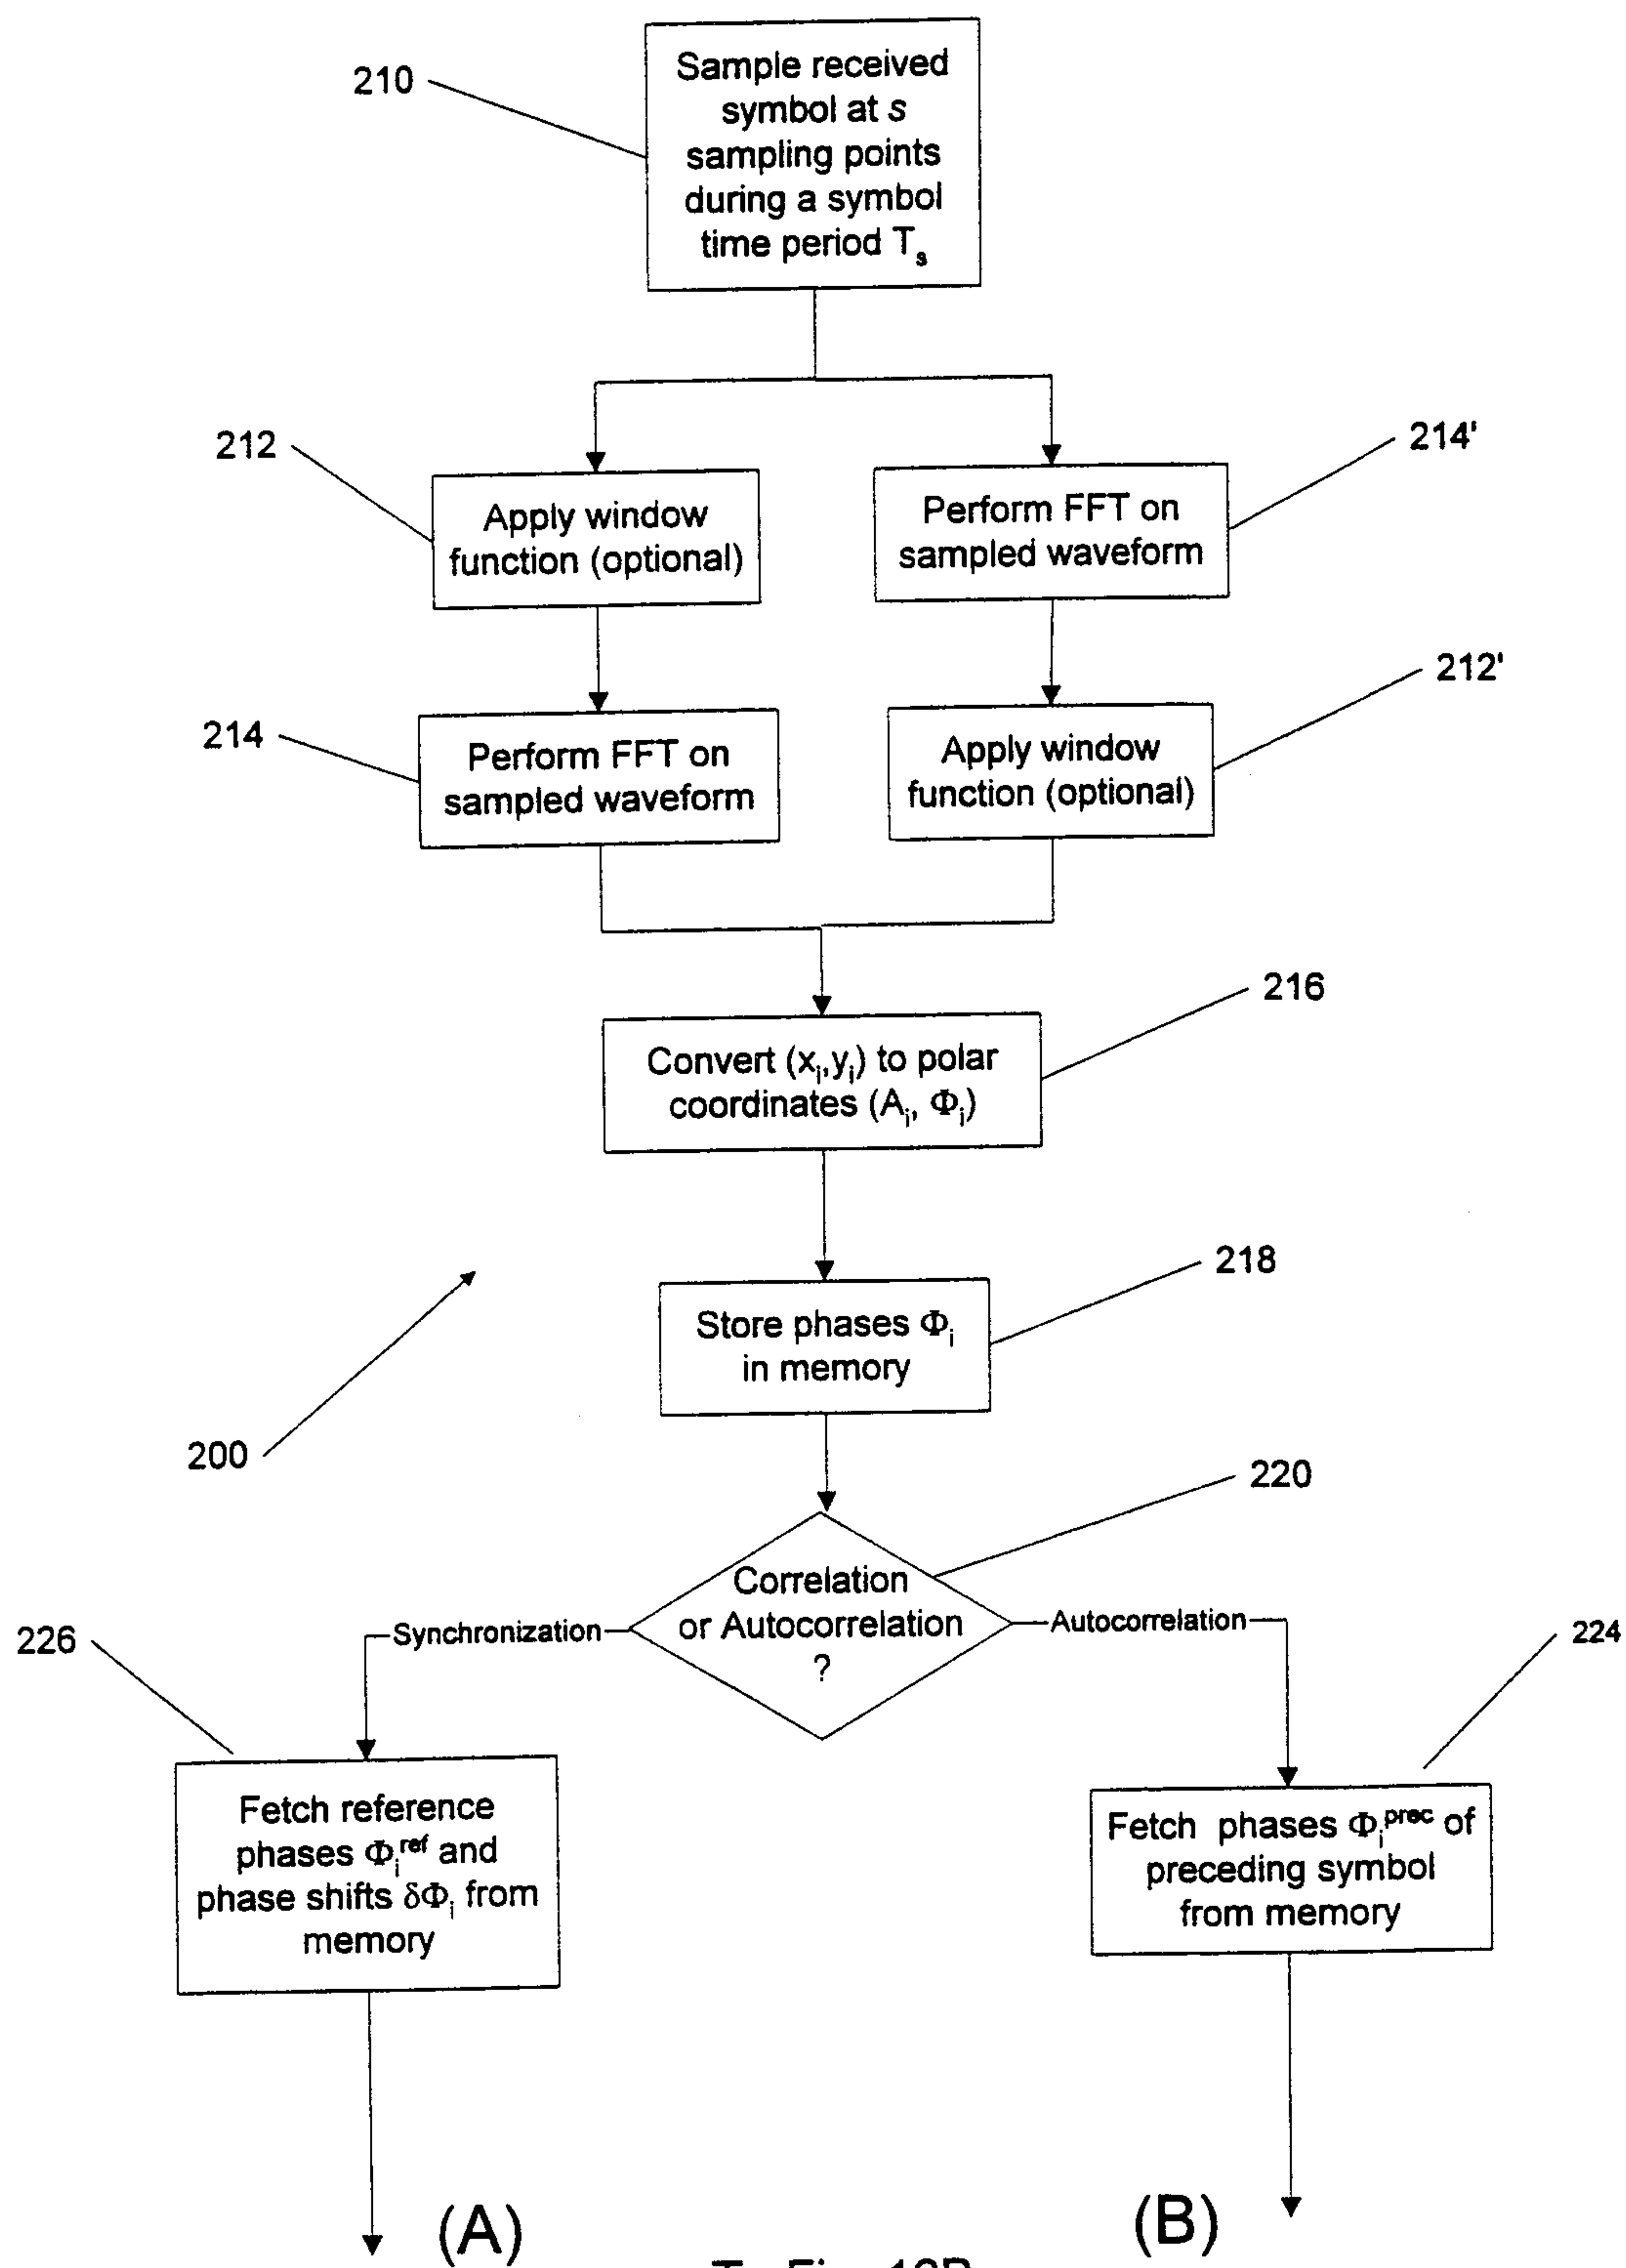 210
Sample received
symbol at s
sampling points
during a symbol
time period Tₛ
212
Apply window
function (optional)
214'
Perform FFT on
sampled waveform
214
Perform FFT on
sampled waveform
212'
Apply window
function (optional)
216
Convert (xᵢ,yᵢ) to polar
coordinates (Aᵢ, Φᵢ)
218
Store phases Φᵢ
in memory
200
220
Correlation
or Autocorrelation
?
Synchronization
Autocorrelation
226
Fetch reference
phases Φᵢʳᵉᶠ and
phase shifts δΦᵢ from
memory
224
Fetch phases Φᵢᵖʳᵉᶜ of
preceding symbol
from memory
(A)
(B)